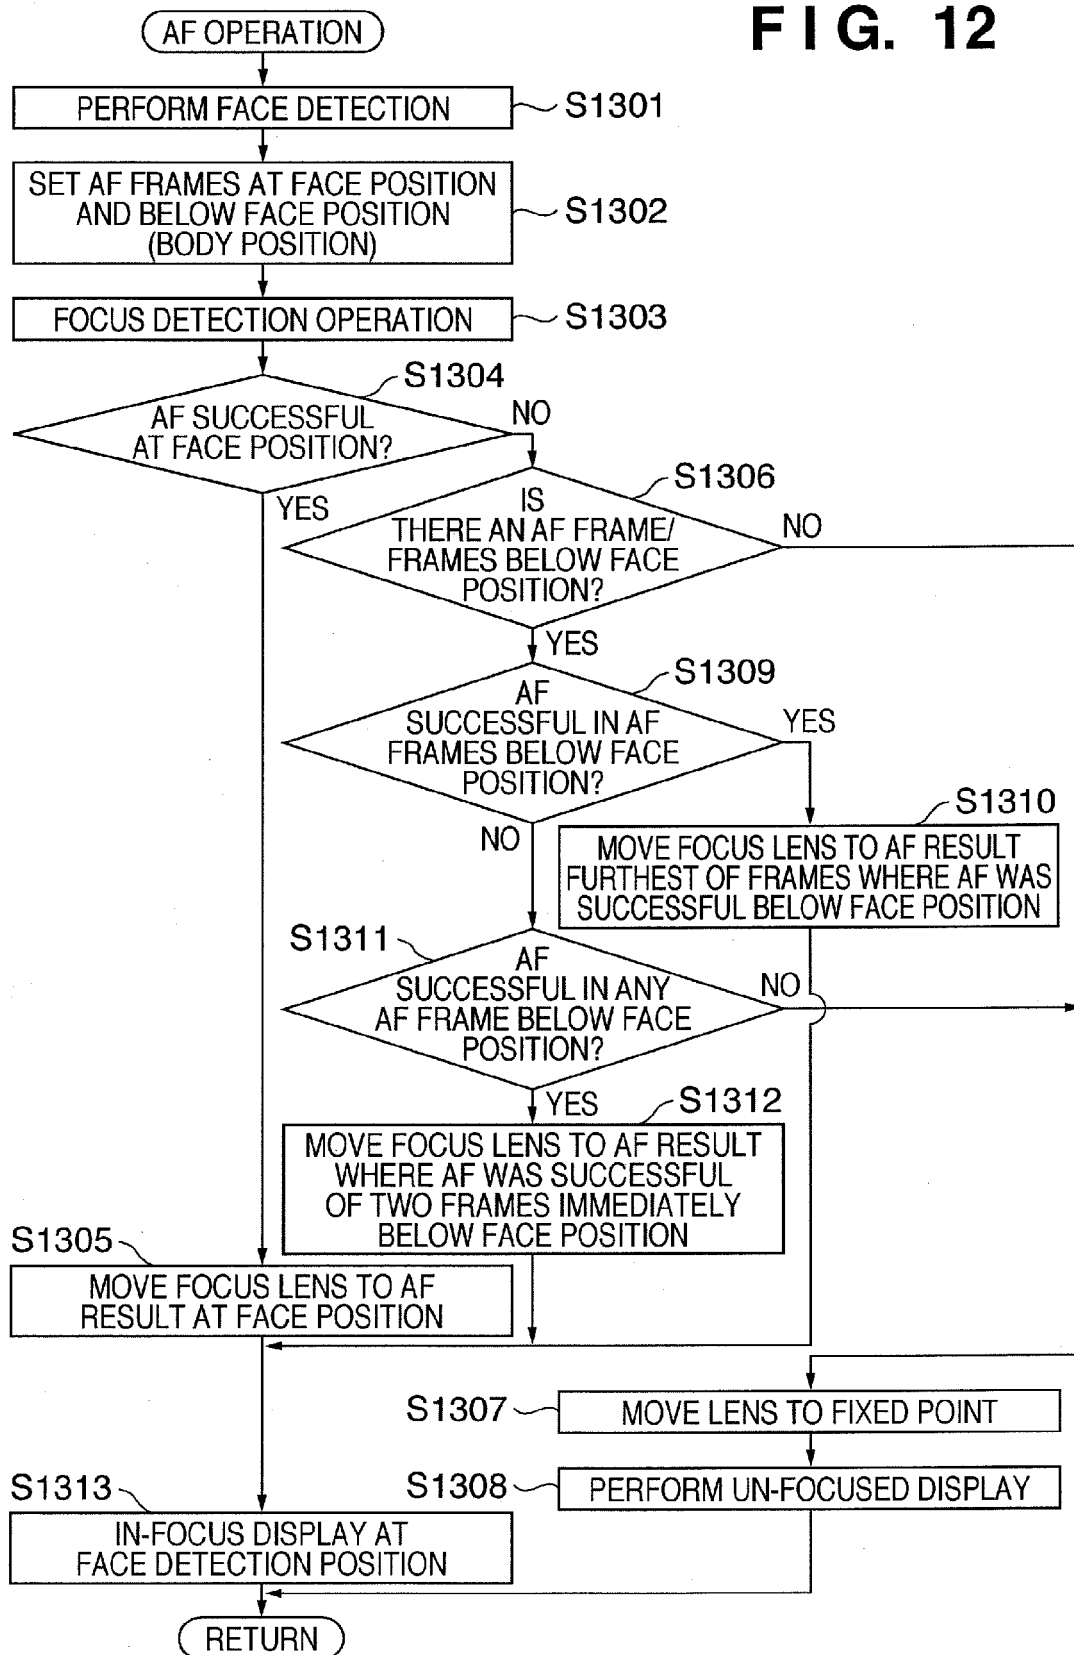 FIG. 12
AF OPERATION
PERFORM FACE DETECTION
S1301
SET AF FRAMES AT FACE POSITION
AND BELOW FACE POSITION
(BODY POSITION)
S1302
FOCUS DETECTION OPERATION
S1303
S1304
AF SUCCESSFUL
AT FACE POSITION?
NO
YES
S1306
IS
THERE AN AF FRAME/
FRAMES BELOW FACE
POSITION?
NO
YES
S1309
AF
SUCCESSFUL IN AF
FRAMES BELOW FACE
POSITION?
YES
NO
S1310
MOVE FOCUS LENS TO AF RESULT
FURTHEST OF FRAMES WHERE AF WAS
SUCCESSFUL BELOW FACE POSITION
S1311
AF
SUCCESSFUL IN ANY
AF FRAME BELOW FACE
POSITION?
NO
YES
S1312
MOVE FOCUS LENS TO AF RESULT
WHERE AF WAS SUCCESSFUL
OF TWO FRAMES IMMEDIATELY
BELOW FACE POSITION
S1305
MOVE FOCUS LENS TO AF
RESULT AT FACE POSITION
S1307
MOVE LENS TO FIXED POINT
S1308
PERFORM UN-FOCUSED DISPLAY
S1313
IN-FOCUS DISPLAY AT
FACE DETECTION POSITION
RETURN